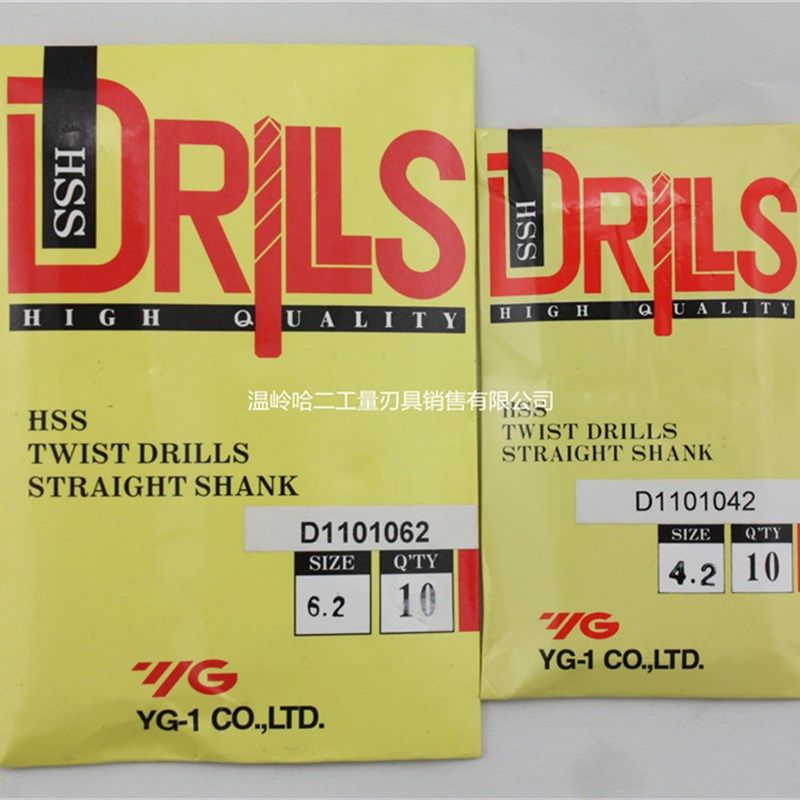 HSS
DRILLS
HIGH QUALITY
HSS
TWIST DRILLS
STRAIGHT SHANK
D1101062
SIZE Q'TY
6.2 10
YG
YG-1 CO.,LTD.
HSS
DRILLS
HIGH QUALITY
HSS
TWIST DRILLS
STRAIGHT SHANK
D1101042
SIZE Q'TY
4.2 10
YG
YG-1 CO.,LTD.
温岭哈二工量刃具销售有限公司